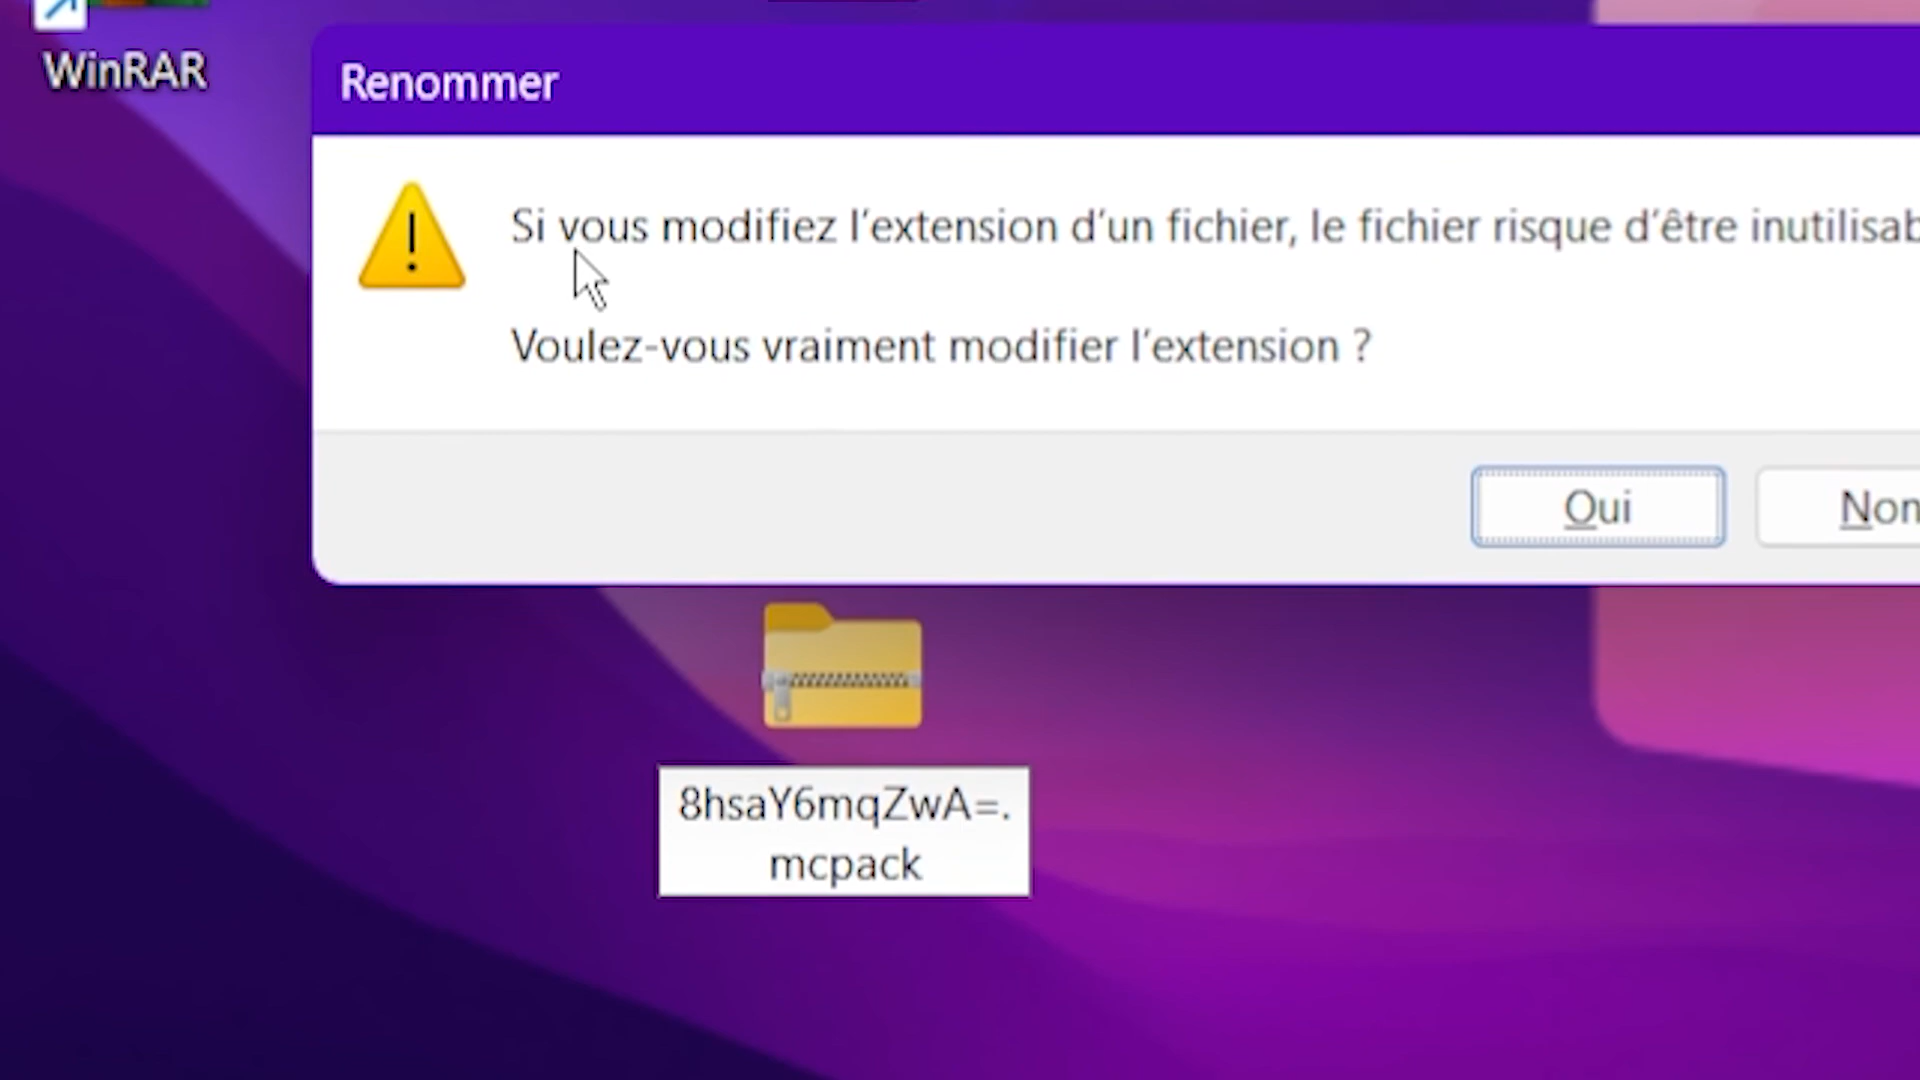 WinRAR
Renommer
Si vous modifiez l'extension d'un fichier, le fichier risque d'être inutilisab
Voulez-vous vraiment modifier l'extension ?
Oui
Non
8hsaY6mqZwA=.
mcpack